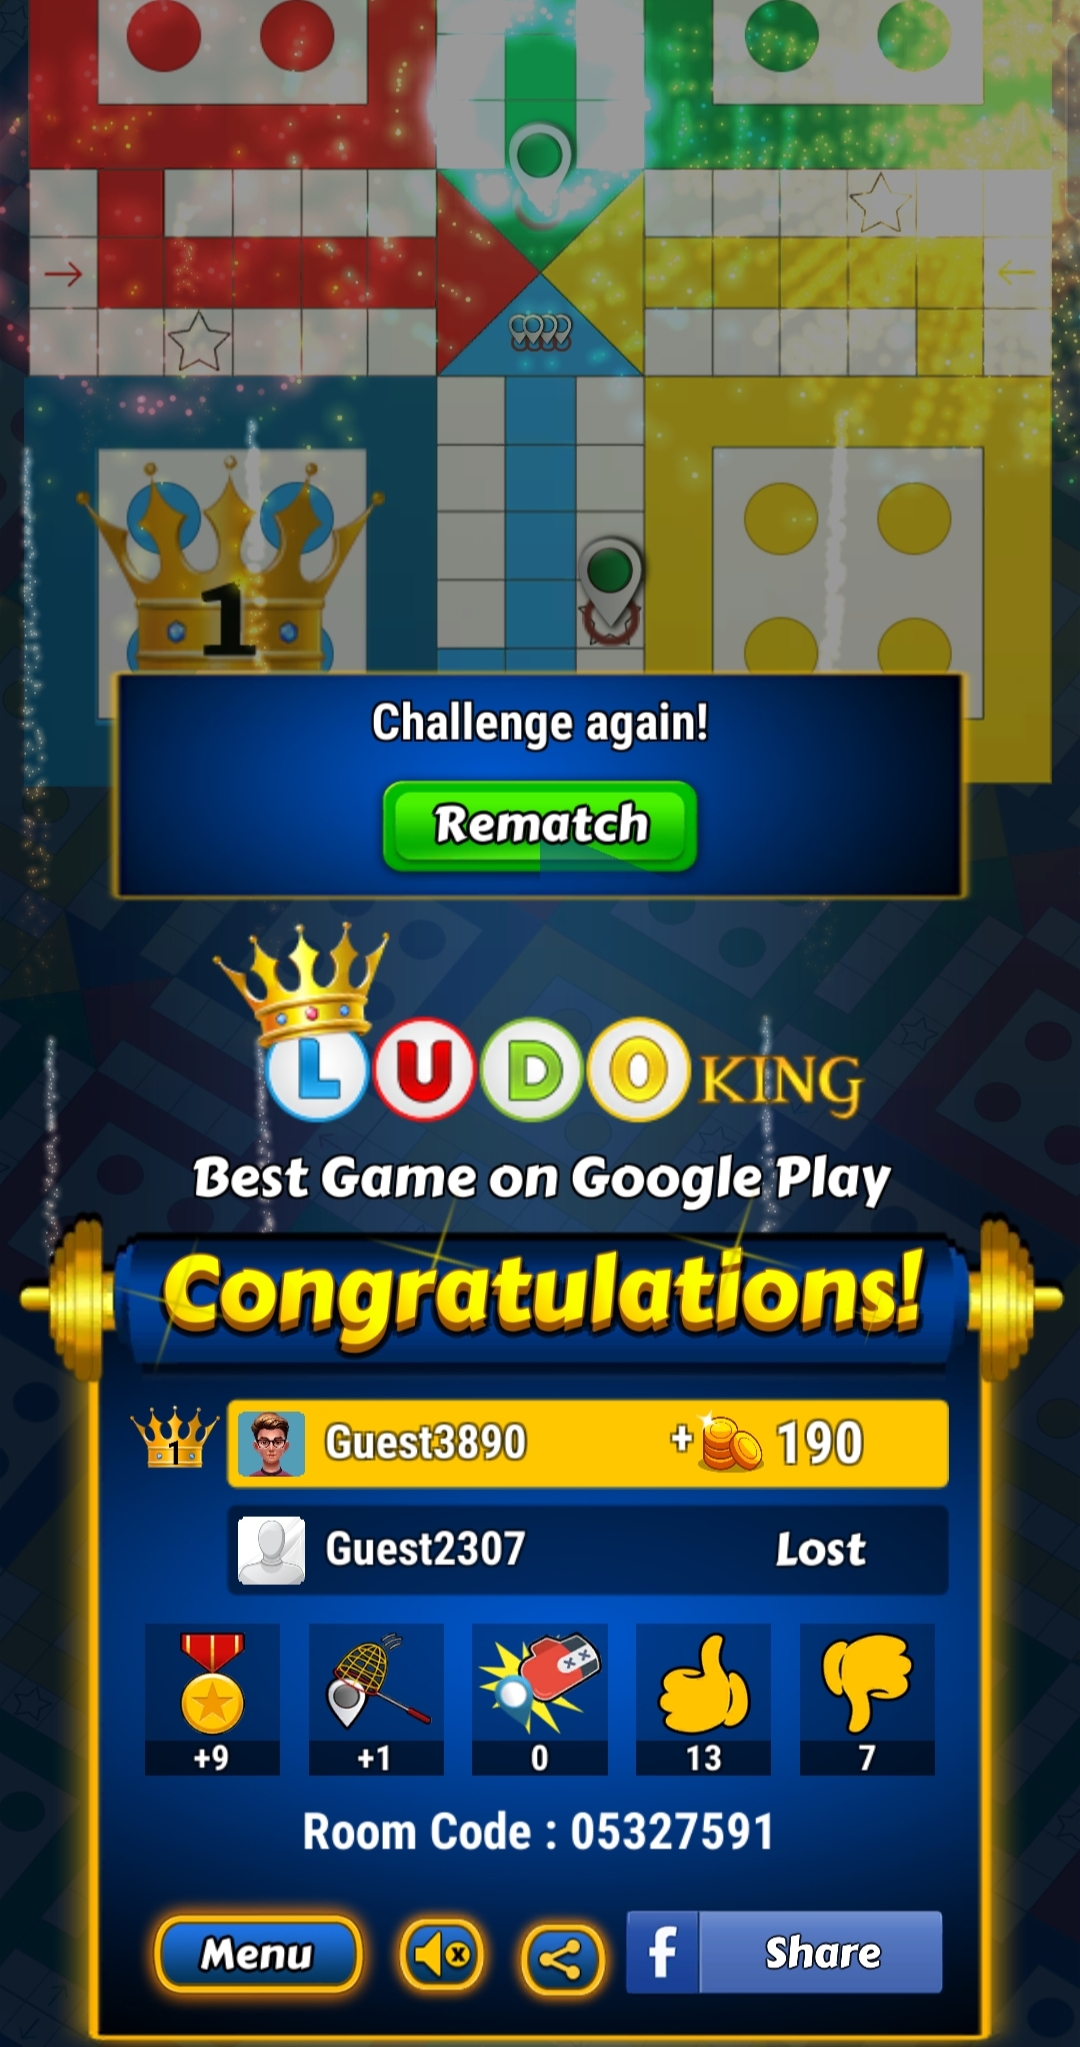 1
Challenge again!
Rematch
LUDO KING
Best Game on Google Play
Congratulations!
1 Guest3890 + 190
Guest2307 Lost
+9 +1 0 13 7
Room Code : 05327591
Menu x f Share